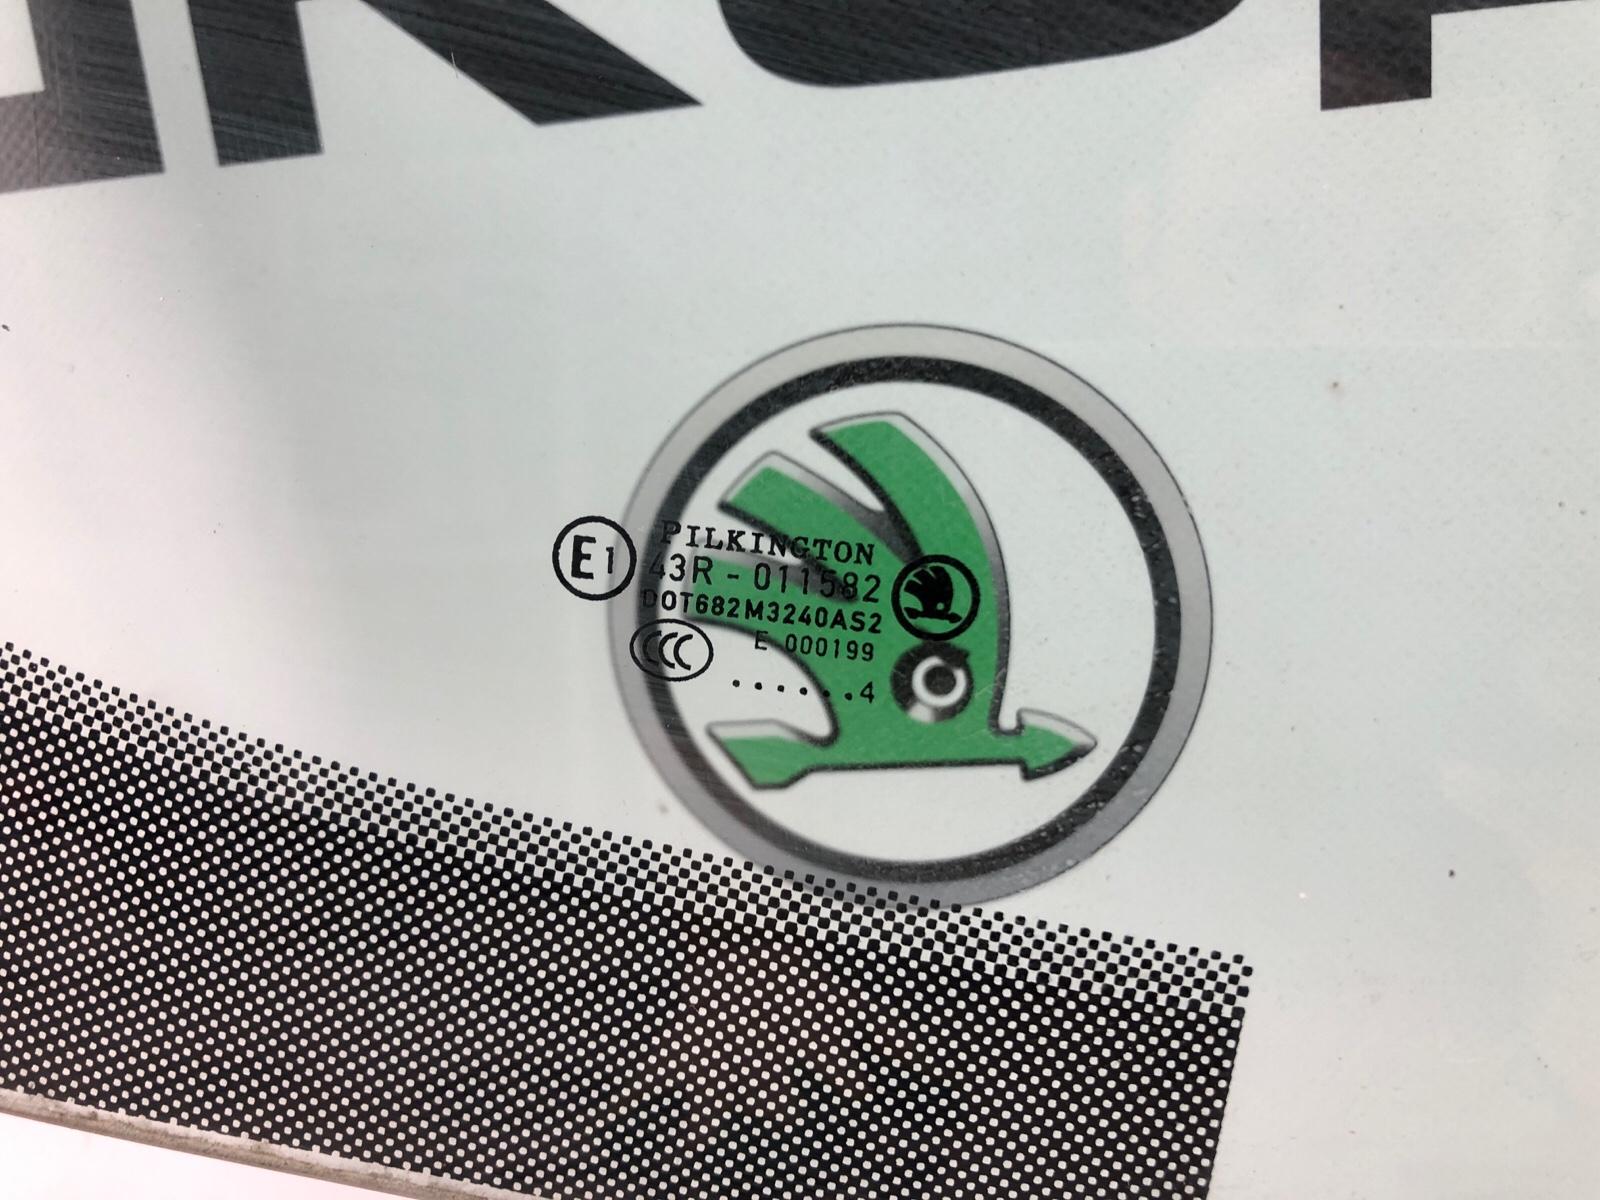 PILKINGTON
E1 43R - 011582
DOT682M3240AS2
CCC E 000199
.......4